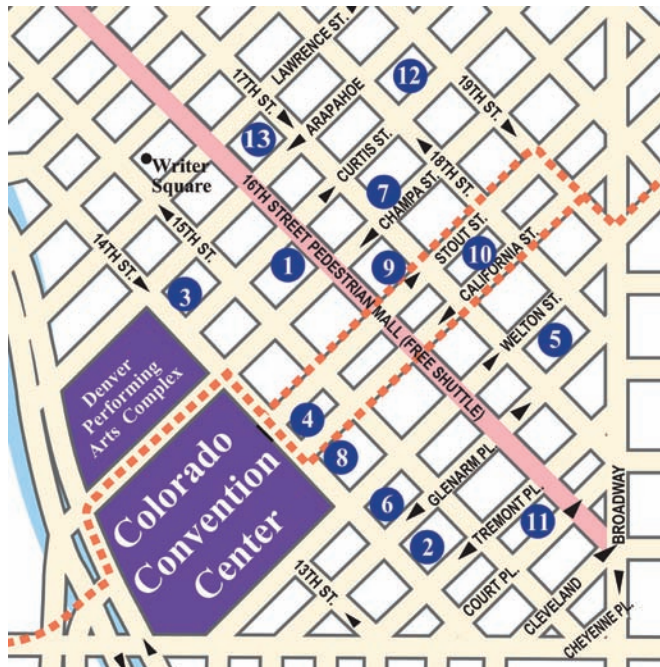 LAWRENCE ST.
12
17TH ST.
ARAPAHOE
19TH ST.
13
CURTIS ST.
18TH ST.
Writer
Square
7
CHAMPA ST.
16TH STREET PEDESTRIAN MALL (FREE SHUTTLE)
15TH ST.
STOUT ST.
14TH ST.
1
9
10
CALIFORNIA ST.
3
WELTON ST.
5
Denver
Performing
Arts Complex
4
8
GLENARM PL.
Colorado
Convention
Center
6
TREMONT PL.
11
BROADWAY
2
13TH ST.
COURT PL.
CLEVELAND
CHEYENNE PL.